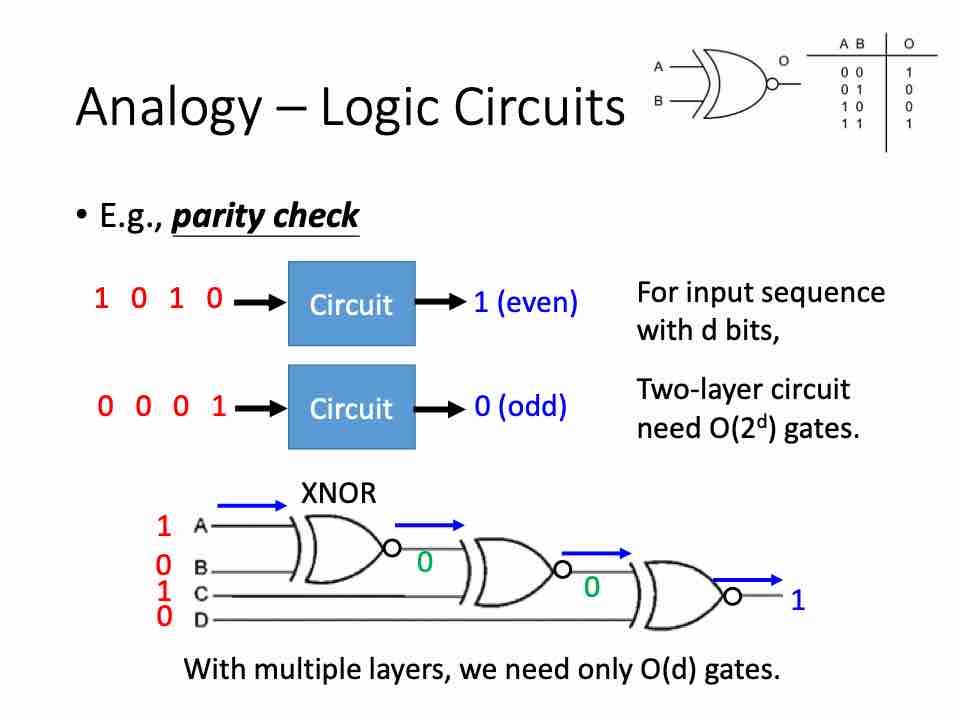 Analogy – Logic Circuits
A
B
O
A B O
0 0 1
0 1 0
1 0 0
1 1 1
• E.g., parity check
1 0 1 0 Circuit 1 (even)
0 0 0 1 Circuit 0 (odd)
For input sequence
with d bits,
Two-layer circuit
need O(2ᵈ) gates.
XNOR
1 A
0 B
1 C
0 D
0
0
1
With multiple layers, we need only O(d) gates.